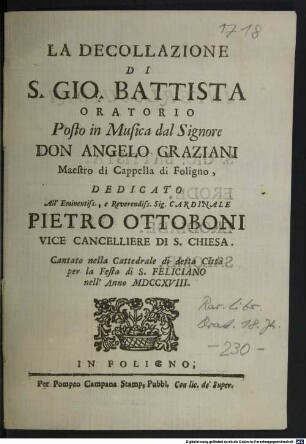 1718
LA DECOLLAZIONE
DI
S. GIO. BATTISTA
ORATORIO
Posto in Musica dal Signore
DON ANGELO GRAZIANI
Maestro di Cappella di Foligno,
DEDICATO
All' Eminentiss., e Reverendiss. Sig. CARDINALE
PIETRO OTTOBONI
VICE CANCELLIERE DI S. CHIESA.
Cantato nella Cattedrale di detta Città
per la Festa di S. FELICIANO
nell' Anno MDCCXVIII.
Rar. Libr.
-230-
IN FOLIGNO;
Per Pompeo Campana Stamp. Pubbl. Con lic. de' Super.